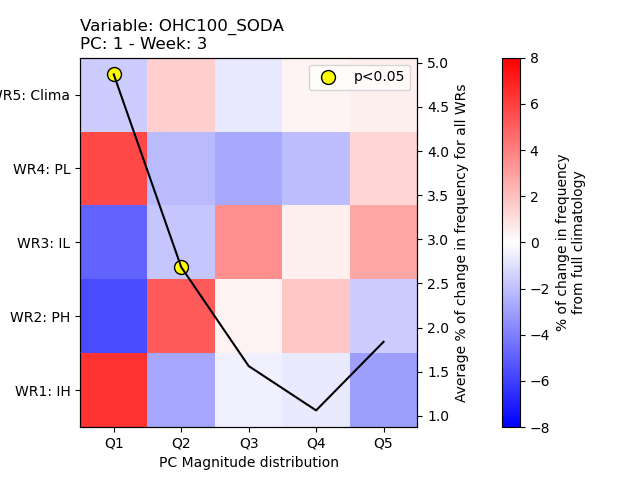 Variable: OHC100_SODA
PC: 1 - Week: 3
p<0.05
WR5: Clima
WR4: PL
WR3: IL
WR2: PH
WR1: IH
Q1 Q2 Q3 Q4 Q5
PC Magnitude distribution
5.0
4.5
4.0
3.5
3.0
2.5
2.0
1.5
1.0
Average % of change in frequency for all WRs
8
6
4
2
0
−2
−4
−6
−8
% of change in frequency
from full climatology